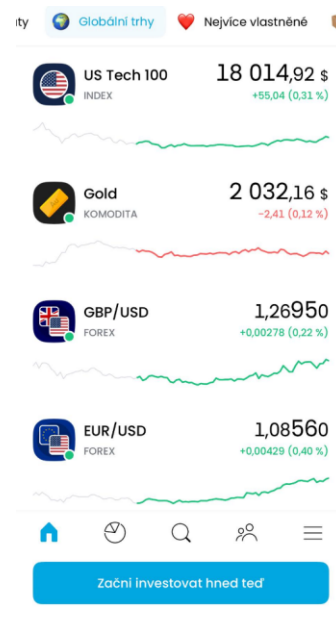 ity Globální trhy Nejvíce vlastněné
US Tech 100 18 014,92 $
INDEX +55,04 (0,31 %)
Gold 2 032,16 $
KOMODITA −2,41 (0,12 %)
GBP/USD 1,26950
FOREX +0,00278 (0,22 %)
EUR/USD 1,08560
FOREX +0,00429 (0,40 %)
Začni investovat hned teď